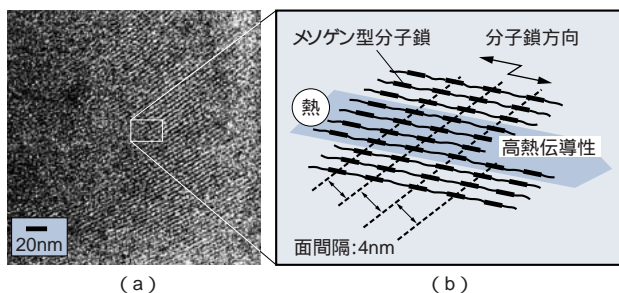 メソゲン型分子鎖
分子鎖方向
熱
高熱伝導性
20nm
面間隔:4nm
(a)
(b)